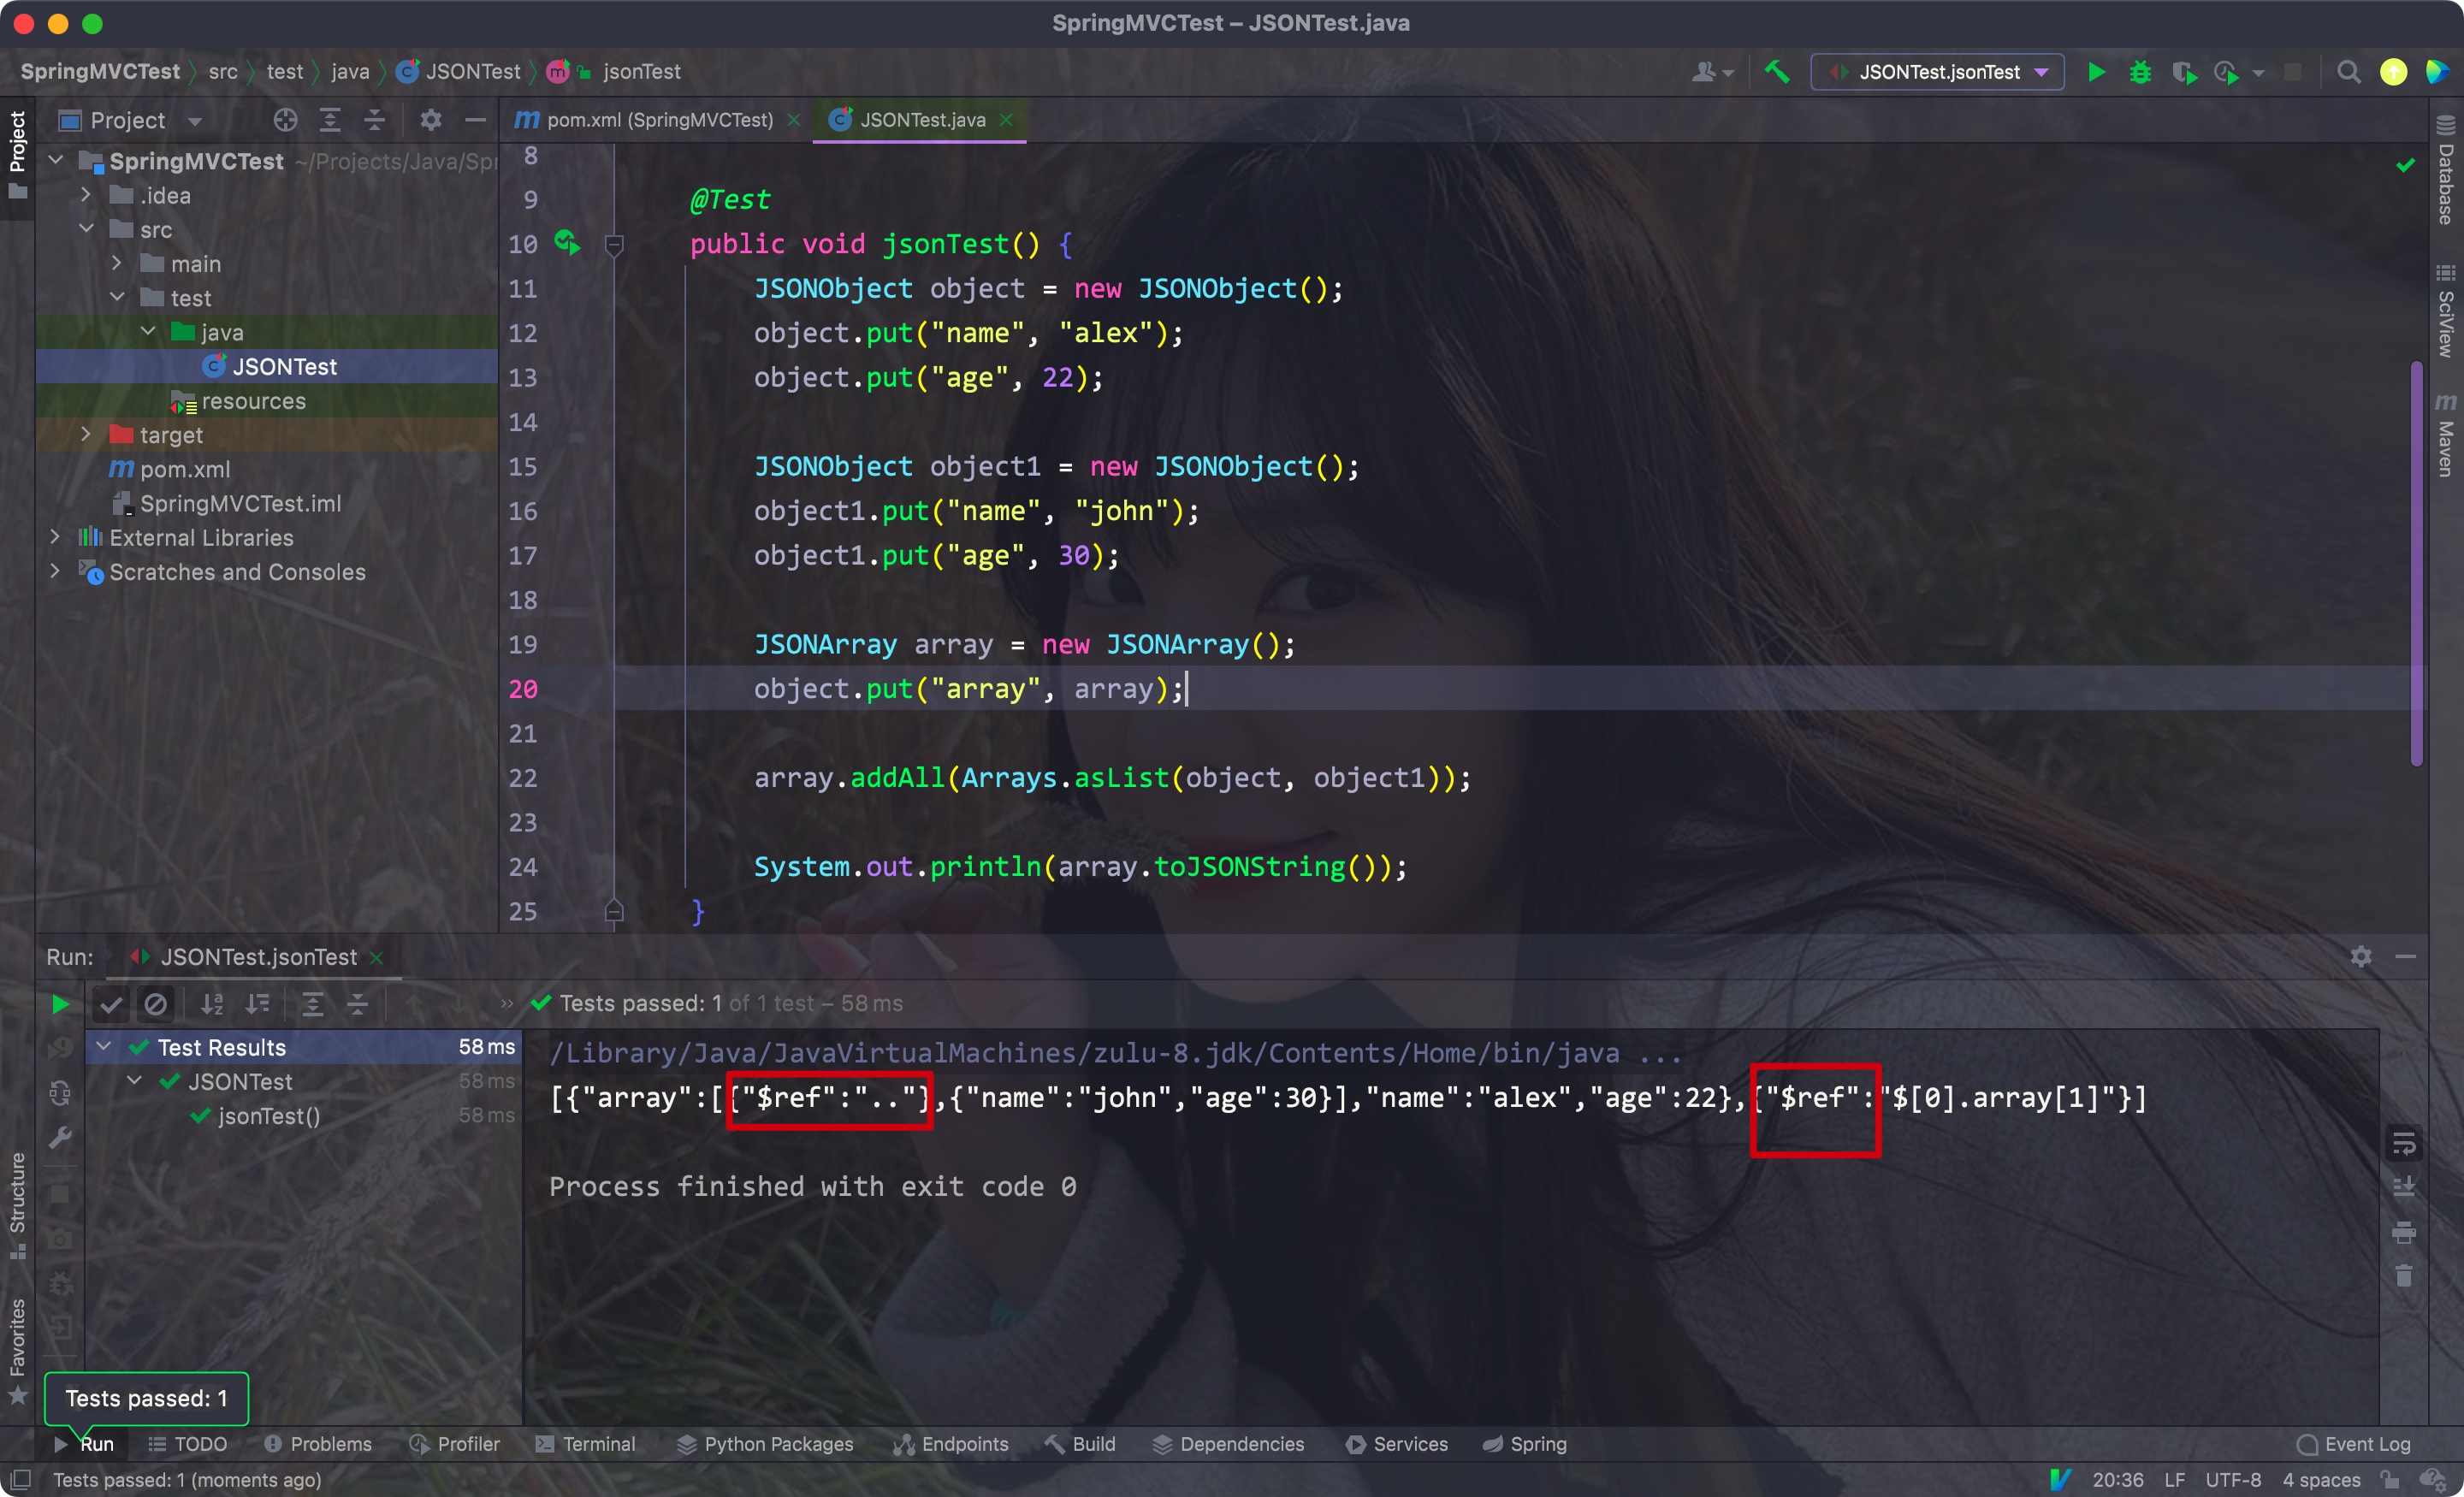 SpringMVCTest – JSONTest.java
SpringMVCTest src test java JSONTest jsonTest
JSONTest.jsonTest
Project
Project
pom.xml (SpringMVCTest)
JSONTest.java
SpringMVCTest ~/Projects/Java/Spr
.idea
src
main
test
java
JSONTest
resources
target
pom.xml
SpringMVCTest.iml
External Libraries
Scratches and Consoles
8
9 @Test
10 public void jsonTest() {
11 JSONObject object = new JSONObject();
12 object.put("name", "alex");
13 object.put("age", 22);
14
15 JSONObject object1 = new JSONObject();
16 object1.put("name", "john");
17 object1.put("age", 30);
18
19 JSONArray array = new JSONArray();
20 object.put("array", array);
21
22 array.addAll(Arrays.asList(object, object1));
23
24 System.out.println(array.toJSONString());
25 }
Database
SciView
Maven
Run: JSONTest.jsonTest
Tests passed: 1 of 1 test – 58 ms
Test Results 58 ms
JSONTest 58 ms
jsonTest() 58 ms
/Library/Java/JavaVirtualMachines/zulu-8.jdk/Contents/Home/bin/java ...
[{"array":[{"$ref":".."},{"name":"john","age":30}],"name":"alex","age":22},{"$ref":"$[0].array[1]"}]
Process finished with exit code 0
Structure
Favorites
Tests passed: 1
Run TODO Problems Profiler Terminal Python Packages Endpoints Build Dependencies Services Spring Event Log
Tests passed: 1 (moments ago) 20:36 LF UTF-8 4 spaces